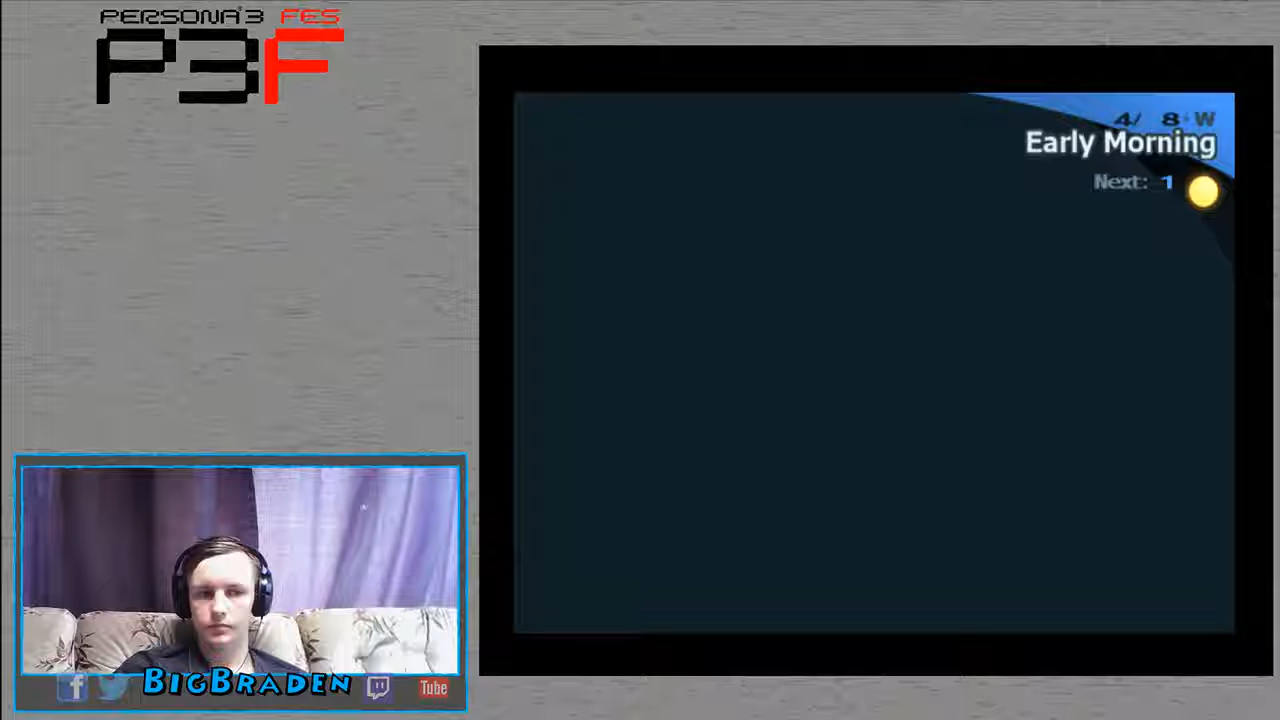 PERSONA 3 FES
P3F
4/ 8 W
Early Morning
Next: 1
BIGBRADEN
f
Tube